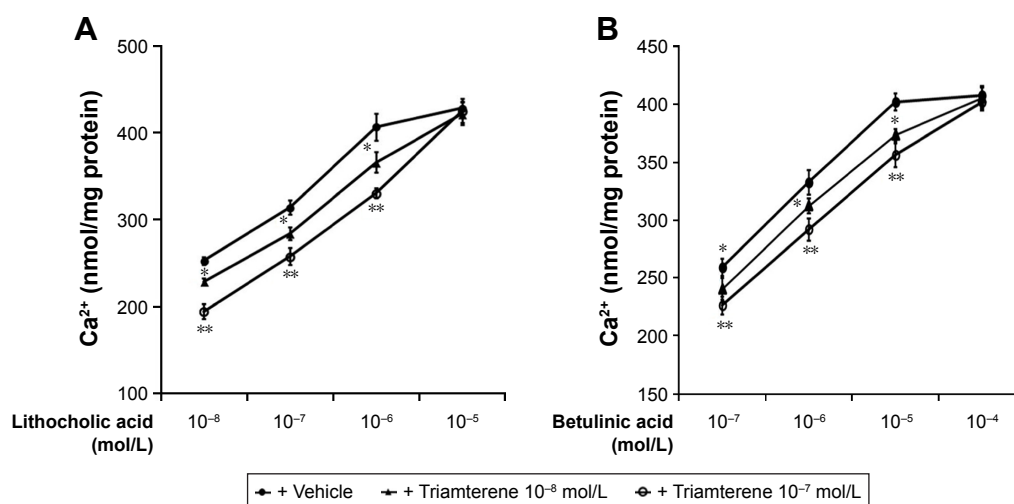 A
Ca²⁺ (nmol/mg protein)
500
400
300
200
100
*
*
*
**
**
**
Lithocholic acid
(mol/L)
10⁻⁸ 10⁻⁷ 10⁻⁶ 10⁻⁵
B
Ca²⁺ (nmol/mg protein)
450
400
350
300
250
200
150
*
*
*
**
**
**
Betulinic acid
(mol/L)
10⁻⁷ 10⁻⁶ 10⁻⁵ 10⁻⁴
+ Vehicle + Triamterene 10⁻⁸ mol/L + Triamterene 10⁻⁷ mol/L